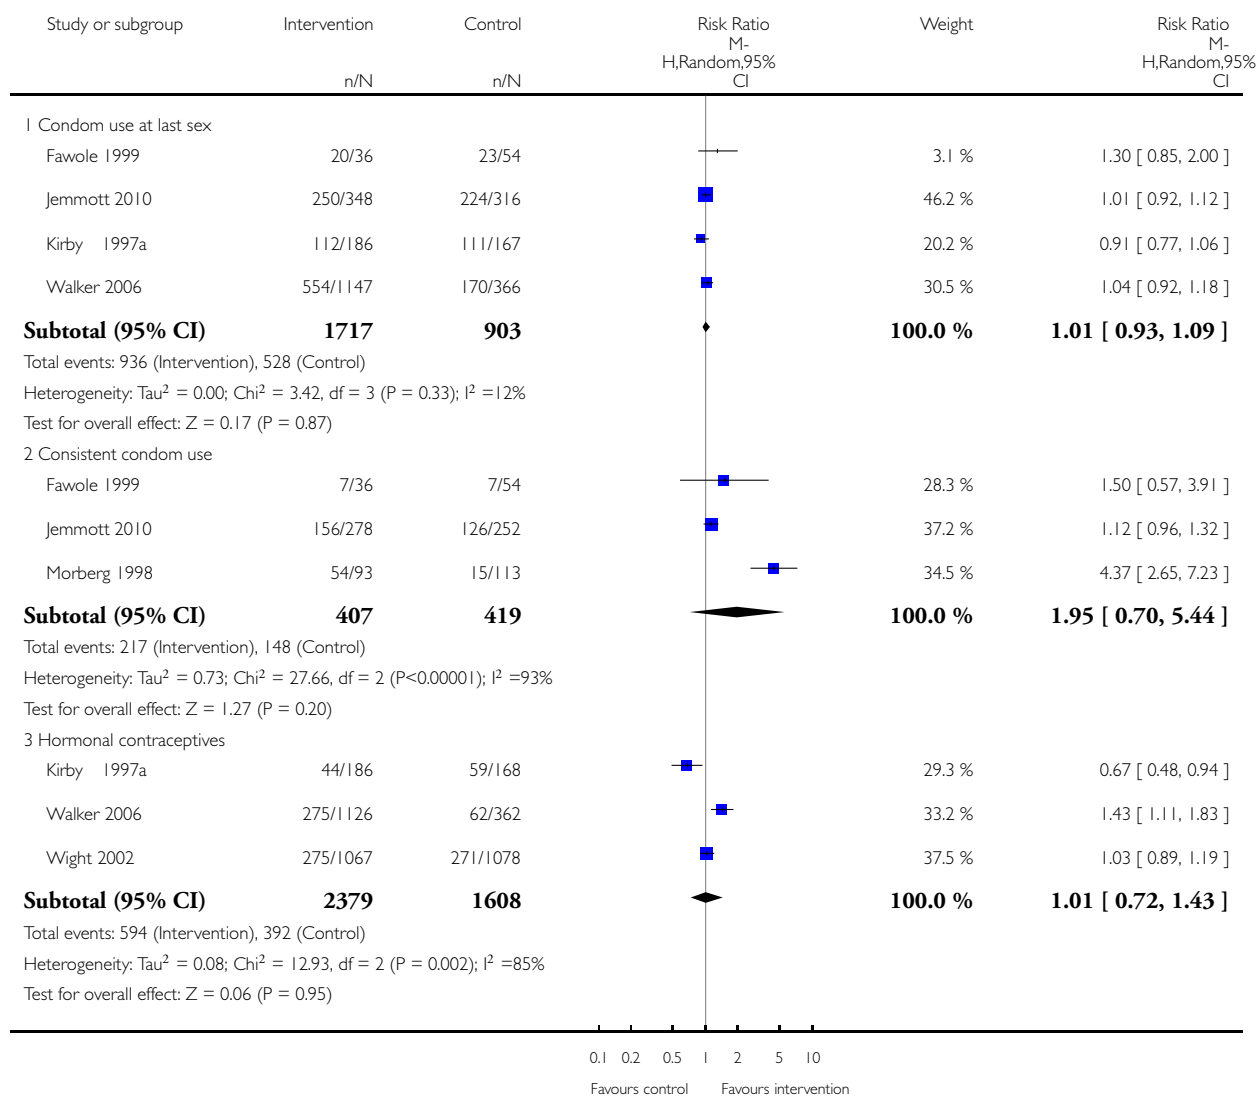 Study or subgroup Intervention Control Risk Ratio Weight Risk Ratio
M- M-
H,Random,95% H,Random,95%
n/N n/N CI CI
1 Condom use at last sex
Fawole 1999 20/36 23/54 3.1 % 1.30 [ 0.85, 2.00 ]
Jemmott 2010 250/348 224/316 46.2 % 1.01 [ 0.92, 1.12 ]
Kirby 1997a 112/186 111/167 20.2 % 0.91 [ 0.77, 1.06 ]
Walker 2006 554/1147 170/366 30.5 % 1.04 [ 0.92, 1.18 ]
Subtotal (95% CI) 1717 903 100.0 % 1.01 [ 0.93, 1.09 ]
Total events: 936 (Intervention), 528 (Control)
Heterogeneity: Tau² = 0.00; Chi² = 3.42, df = 3 (P = 0.33); I² =12%
Test for overall effect: Z = 0.17 (P = 0.87)
2 Consistent condom use
Fawole 1999 7/36 7/54 28.3 % 1.50 [ 0.57, 3.91 ]
Jemmott 2010 156/278 126/252 37.2 % 1.12 [ 0.96, 1.32 ]
Morberg 1998 54/93 15/113 34.5 % 4.37 [ 2.65, 7.23 ]
Subtotal (95% CI) 407 419 100.0 % 1.95 [ 0.70, 5.44 ]
Total events: 217 (Intervention), 148 (Control)
Heterogeneity: Tau² = 0.73; Chi² = 27.66, df = 2 (P<0.00001); I² =93%
Test for overall effect: Z = 1.27 (P = 0.20)
3 Hormonal contraceptives
Kirby 1997a 44/186 59/168 29.3 % 0.67 [ 0.48, 0.94 ]
Walker 2006 275/1126 62/362 33.2 % 1.43 [ 1.11, 1.83 ]
Wight 2002 275/1067 271/1078 37.5 % 1.03 [ 0.89, 1.19 ]
Subtotal (95% CI) 2379 1608 100.0 % 1.01 [ 0.72, 1.43 ]
Total events: 594 (Intervention), 392 (Control)
Heterogeneity: Tau² = 0.08; Chi² = 12.93, df = 2 (P = 0.002); I² =85%
Test for overall effect: Z = 0.06 (P = 0.95)
0.1 0.2 0.5 1 2 5 10
Favours control Favours intervention